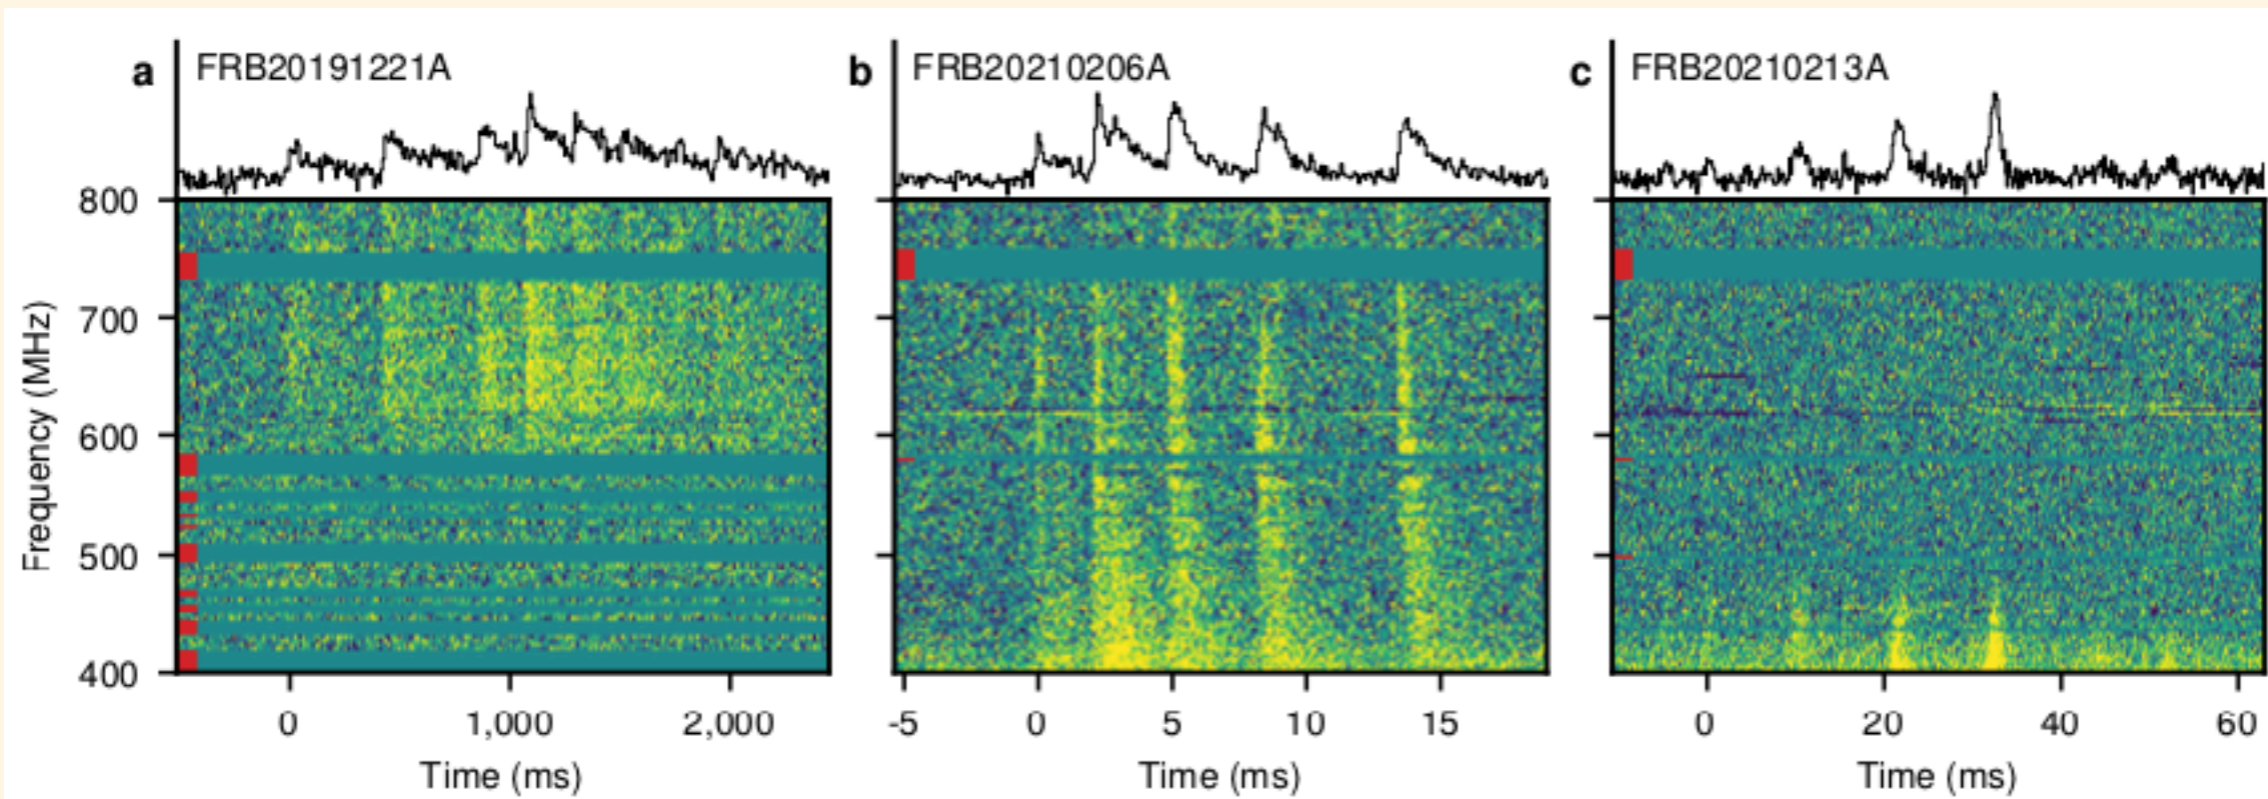 a FRB20191221A
b FRB20210206A
c FRB20210213A
Frequency (MHz)
800
700
600
500
400
0 1,000 2,000
-5 0 5 10 15
0 20 40 60
Time (ms)
Time (ms)
Time (ms)